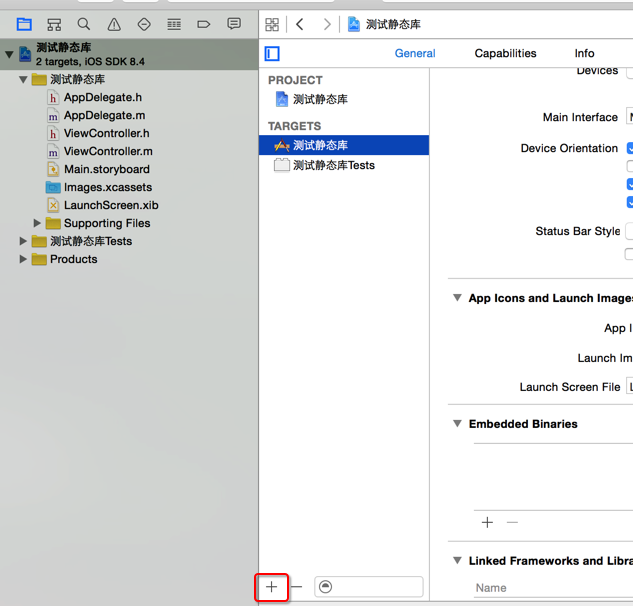 测试静态库
2 targets, iOS SDK 8.4
测试静态库
AppDelegate.h
AppDelegate.m
ViewController.h
ViewController.m
Main.storyboard
Images.xcassets
LaunchScreen.xib
Supporting Files
测试静态库Tests
Products
测试静态库
General Capabilities Info
PROJECT
测试静态库
TARGETS
测试静态库
测试静态库Tests
Devices
Main Interface
Device Orientation
Status Bar Style
App Icons and Launch Images
App I
Launch Im
Launch Screen File L
Embedded Binaries
Linked Frameworks and Libra
Name